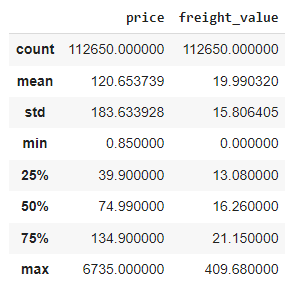 price freight_value
count 112650.000000 112650.000000
mean 120.653739 19.990320
std 183.633928 15.806405
min 0.850000 0.000000
25% 39.900000 13.080000
50% 74.990000 16.260000
75% 134.900000 21.150000
max 6735.000000 409.680000